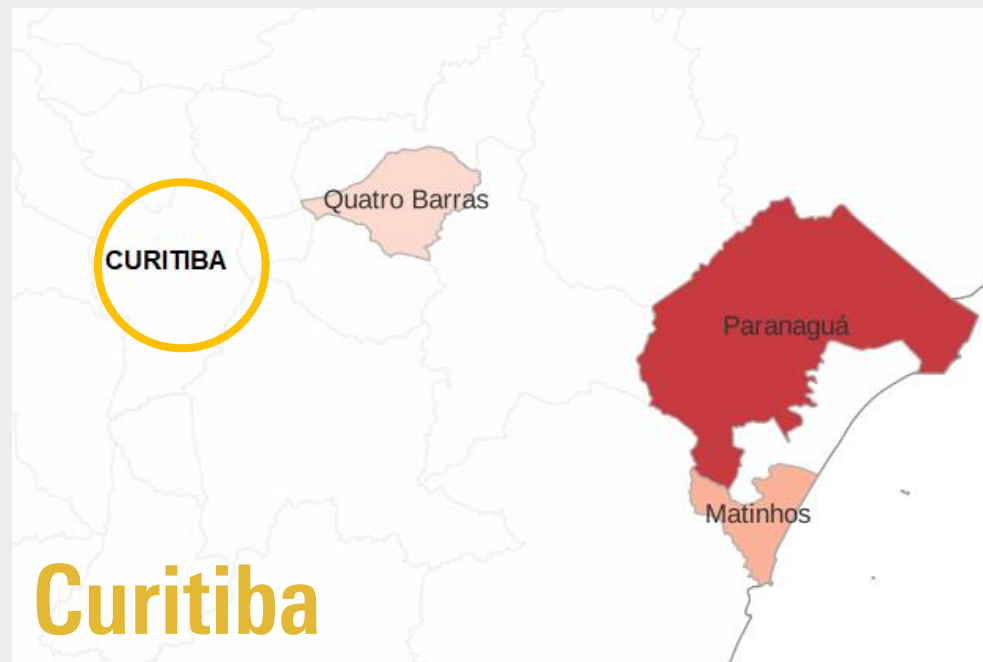 Quatro Barras
CURITIBA
Paranaguá
Matinhos
Curitiba